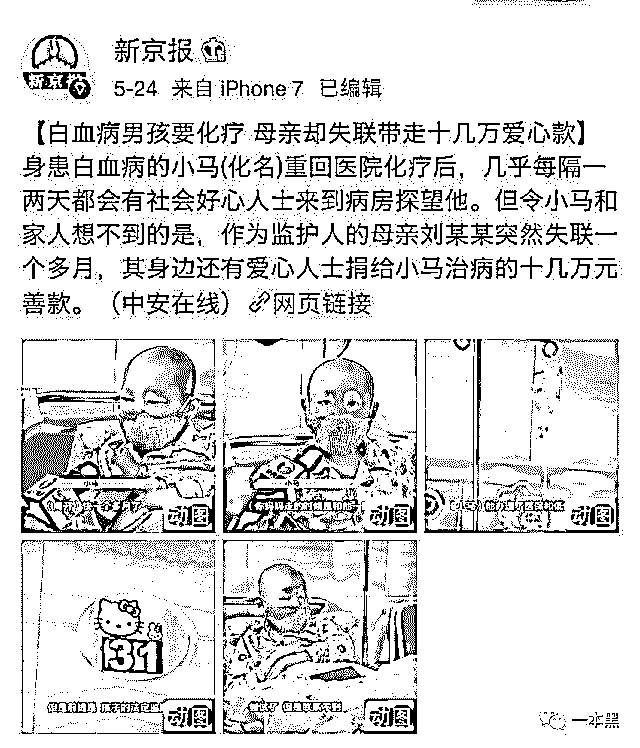 新京报
新京报
5-24 来自 iPhone 7 已编辑
【白血病男孩要化疗 母亲却失联带走十几万爱心款】
身患白血病的小马(化名)重回医院化疗后，几乎每隔一
两天都会有社会好心人士来到病房探望他。但令小马和
家人想不到的是，作为监护人的母亲刘某某突然失联一
个多月，其身边还有爱心人士捐给小马治病的十几万元
善款。（中安在线）网页链接
动图
动图
动图
31
动图
动图
一本黑